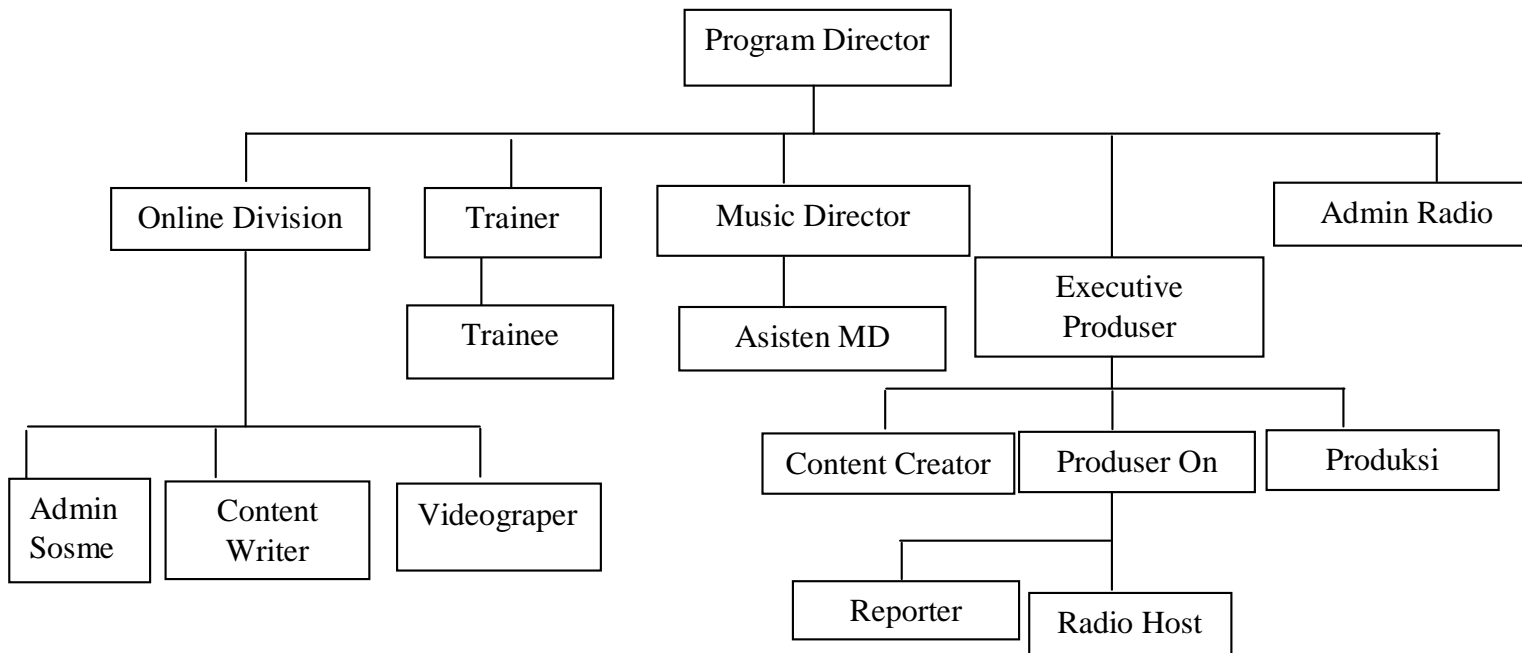 Program Director
Online Division
Trainer
Music Director
Admin Radio
Executive
Produser
Trainee
Asisten MD
Content Creator
Produser On
Produksi
Admin
Sosme
Content
Writer
Videograper
Reporter
Radio Host